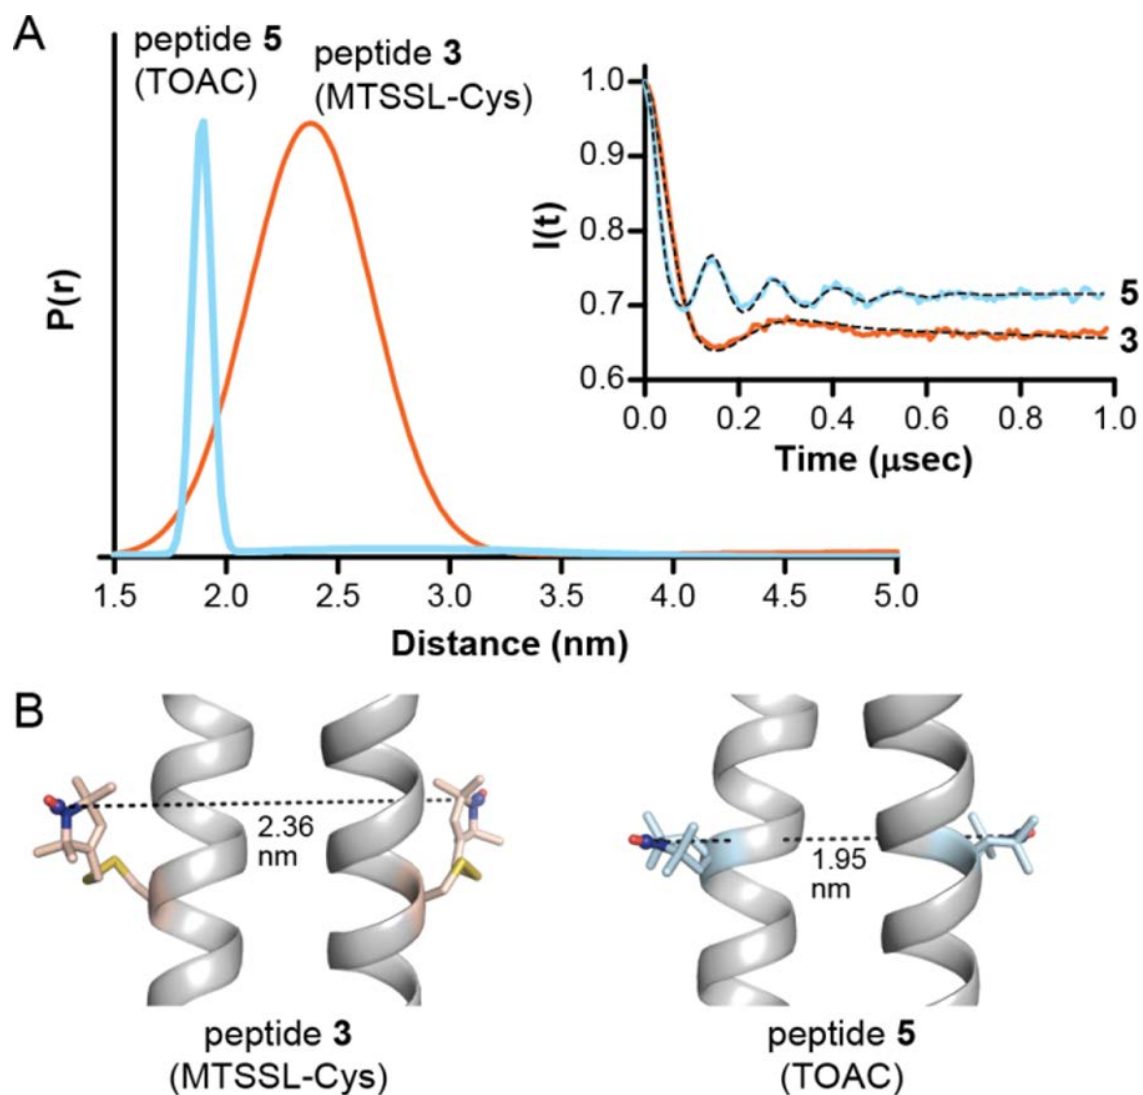 A
peptide 5
(TOAC)
peptide 3
(MTSSL-Cys)
P(r)
1.5 2.0 2.5 3.0 3.5 4.0 4.5 5.0
Distance (nm)
I(t)
1.0
0.9
0.8
0.7
0.6
5
3
0.0 0.2 0.4 0.6 0.8 1.0
Time (μsec)
B
2.36
nm
1.95
nm
peptide 3
(MTSSL-Cys)
peptide 5
(TOAC)